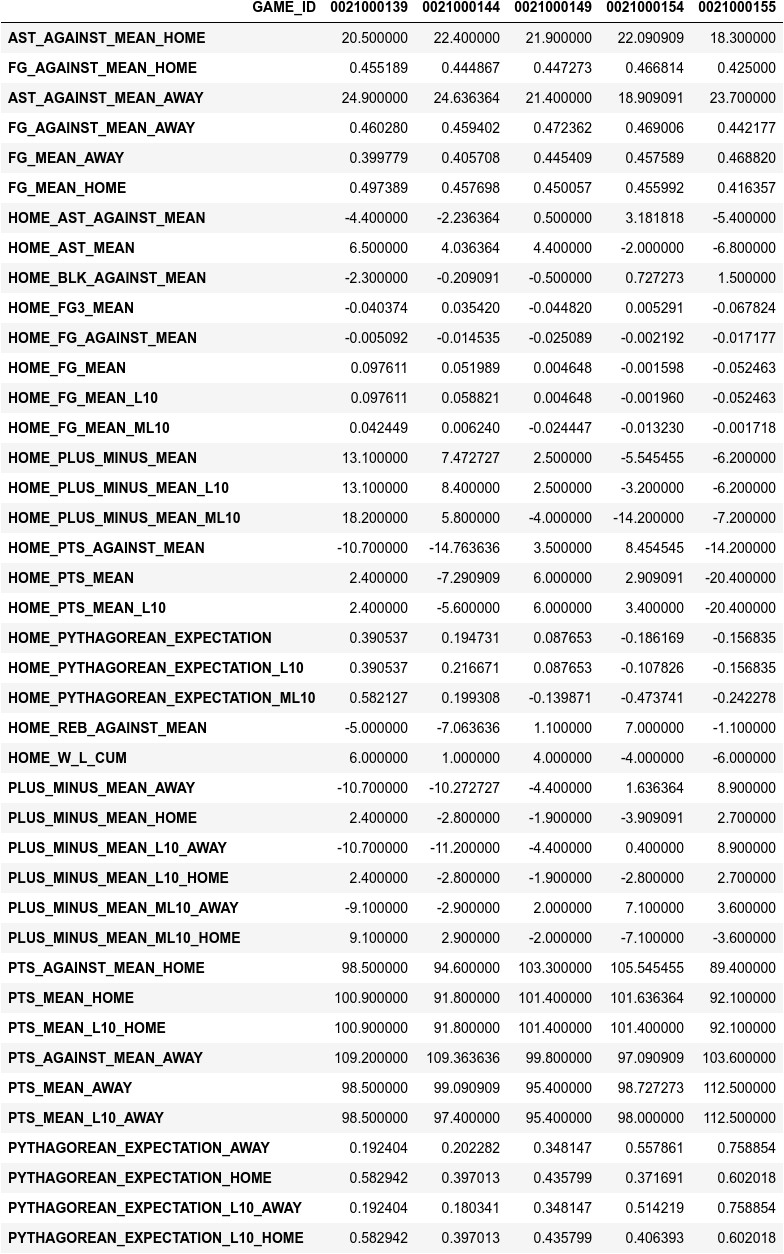 GAME_ID 0021000139 0021000144 0021000149 0021000154 0021000155
AST_AGAINST_MEAN_HOME 20.500000 22.400000 21.900000 22.090909 18.300000
FG_AGAINST_MEAN_HOME 0.455189 0.444867 0.447273 0.466814 0.425000
AST_AGAINST_MEAN_AWAY 24.900000 24.636364 21.400000 18.909091 23.700000
FG_AGAINST_MEAN_AWAY 0.460280 0.459402 0.472362 0.469006 0.442177
FG_MEAN_AWAY 0.399779 0.405708 0.445409 0.457589 0.468820
FG_MEAN_HOME 0.497389 0.457698 0.450057 0.455992 0.416357
HOME_AST_AGAINST_MEAN -4.400000 -2.236364 0.500000 3.181818 -5.400000
HOME_AST_MEAN 6.500000 4.036364 4.400000 -2.000000 -6.800000
HOME_BLK_AGAINST_MEAN -2.300000 -0.209091 -0.500000 0.727273 1.500000
HOME_FG3_MEAN -0.040374 0.035420 -0.044820 0.005291 -0.067824
HOME_FG_AGAINST_MEAN -0.005092 -0.014535 -0.025089 -0.002192 -0.017177
HOME_FG_MEAN 0.097611 0.051989 0.004648 -0.001598 -0.052463
HOME_FG_MEAN_L10 0.097611 0.058821 0.004648 -0.001960 -0.052463
HOME_FG_MEAN_ML10 0.042449 0.006240 -0.024447 -0.013230 -0.001718
HOME_PLUS_MINUS_MEAN 13.100000 7.472727 2.500000 -5.545455 -6.200000
HOME_PLUS_MINUS_MEAN_L10 13.100000 8.400000 2.500000 -3.200000 -6.200000
HOME_PLUS_MINUS_MEAN_ML10 18.200000 5.800000 -4.000000 -14.200000 -7.200000
HOME_PTS_AGAINST_MEAN -10.700000 -14.763636 3.500000 8.454545 -14.200000
HOME_PTS_MEAN 2.400000 -7.290909 6.000000 2.909091 -20.400000
HOME_PTS_MEAN_L10 2.400000 -5.600000 6.000000 3.400000 -20.400000
HOME_PYTHAGOREAN_EXPECTATION 0.390537 0.194731 0.087653 -0.186169 -0.156835
HOME_PYTHAGOREAN_EXPECTATION_L10 0.390537 0.216671 0.087653 -0.107826 -0.156835
HOME_PYTHAGOREAN_EXPECTATION_ML10 0.582127 0.199308 -0.139871 -0.473741 -0.242278
HOME_REB_AGAINST_MEAN -5.000000 -7.063636 1.100000 7.000000 -1.100000
HOME_W_L_CUM 6.000000 1.000000 4.000000 -4.000000 -6.000000
PLUS_MINUS_MEAN_AWAY -10.700000 -10.272727 -4.400000 1.636364 8.900000
PLUS_MINUS_MEAN_HOME 2.400000 -2.800000 -1.900000 -3.909091 2.700000
PLUS_MINUS_MEAN_L10_AWAY -10.700000 -11.200000 -4.400000 0.400000 8.900000
PLUS_MINUS_MEAN_L10_HOME 2.400000 -2.800000 -1.900000 -2.800000 2.700000
PLUS_MINUS_MEAN_ML10_AWAY -9.100000 -2.900000 2.000000 7.100000 3.600000
PLUS_MINUS_MEAN_ML10_HOME 9.100000 2.900000 -2.000000 -7.100000 -3.600000
PTS_AGAINST_MEAN_HOME 98.500000 94.600000 103.300000 105.545455 89.400000
PTS_MEAN_HOME 100.900000 91.800000 101.400000 101.636364 92.100000
PTS_MEAN_L10_HOME 100.900000 91.800000 101.400000 101.400000 92.100000
PTS_AGAINST_MEAN_AWAY 109.200000 109.363636 99.800000 97.090909 103.600000
PTS_MEAN_AWAY 98.500000 99.090909 95.400000 98.727273 112.500000
PTS_MEAN_L10_AWAY 98.500000 97.400000 95.400000 98.000000 112.500000
PYTHAGOREAN_EXPECTATION_AWAY 0.192404 0.202282 0.348147 0.557861 0.758854
PYTHAGOREAN_EXPECTATION_HOME 0.582942 0.397013 0.435799 0.371691 0.602018
PYTHAGOREAN_EXPECTATION_L10_AWAY 0.192404 0.180341 0.348147 0.514219 0.758854
PYTHAGOREAN_EXPECTATION_L10_HOME 0.582942 0.397013 0.435799 0.406393 0.602018